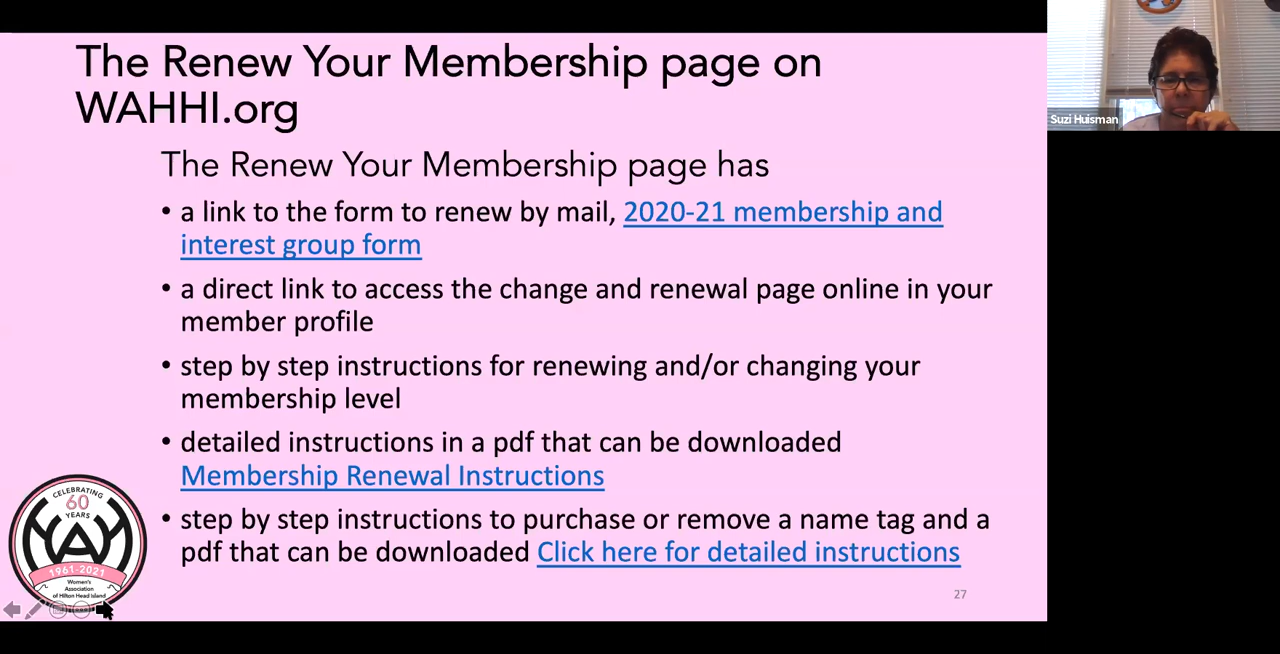 The Renew Your Membership page on
WAHHI.org
The Renew Your Membership page has
• a link to the form to renew by mail, 2020-21 membership and
interest group form
• a direct link to access the change and renewal page online in your
member profile
• step by step instructions for renewing and/or changing your
membership level
• detailed instructions in a pdf that can be downloaded
Membership Renewal Instructions
• step by step instructions to purchase or remove a name tag and a
pdf that can be downloaded Click here for detailed instructions
CELEBRATING
60
YEARS
WAH
1961-2021
Women's
Association
of Hilton Head Island
27
Suzi Huisman